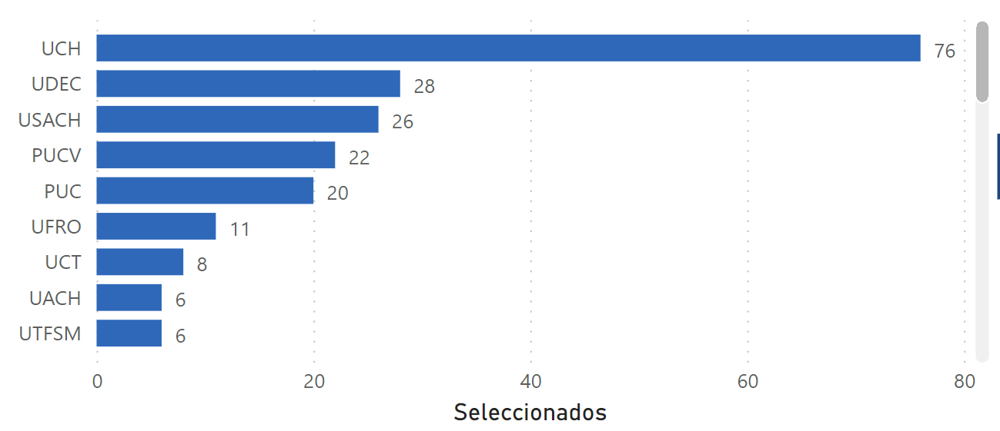 UCH 76
UDEC 28
USACH 26
PUCV 22
PUC 20
UFRO 11
UCT 8
UACH 6
UTFSM 6
0 20 40 60 80
Seleccionados